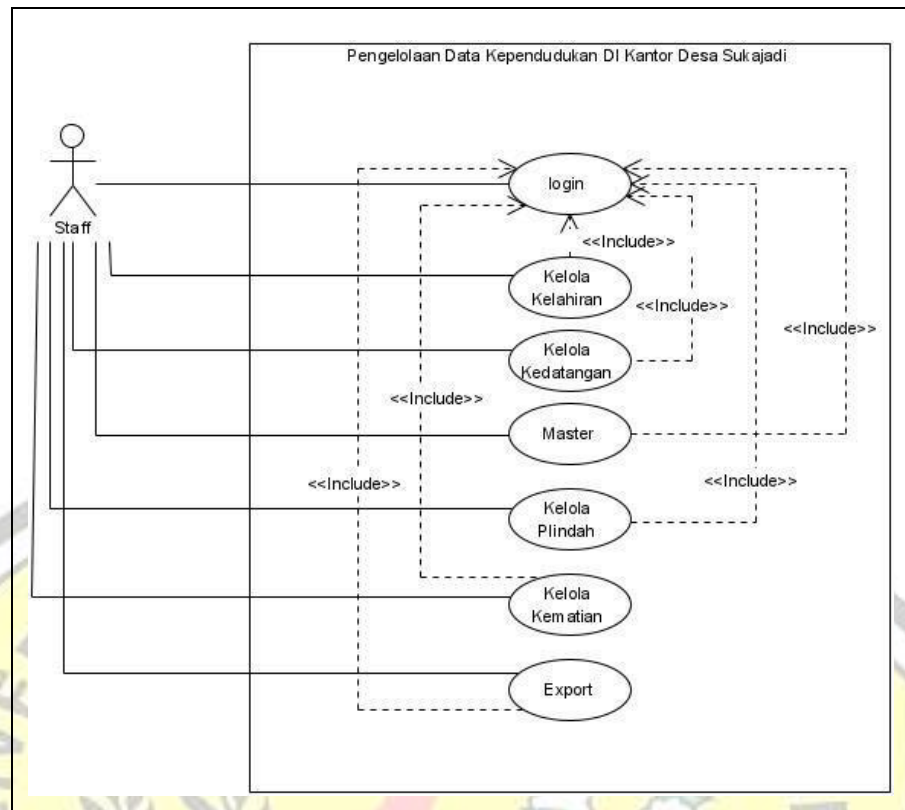 Pengelolaan Data Kependudukan DI Kantor Desa Sukajadi
login
Staff
<<Include>>
Kelola
Kelahiran
<<Include>>
Kelola
Kedatangan
<<Include>>
<<Include>>
Master
<<Include>>
<<Include>>
Kelola
Plindah
Kelola
Kematian
Export